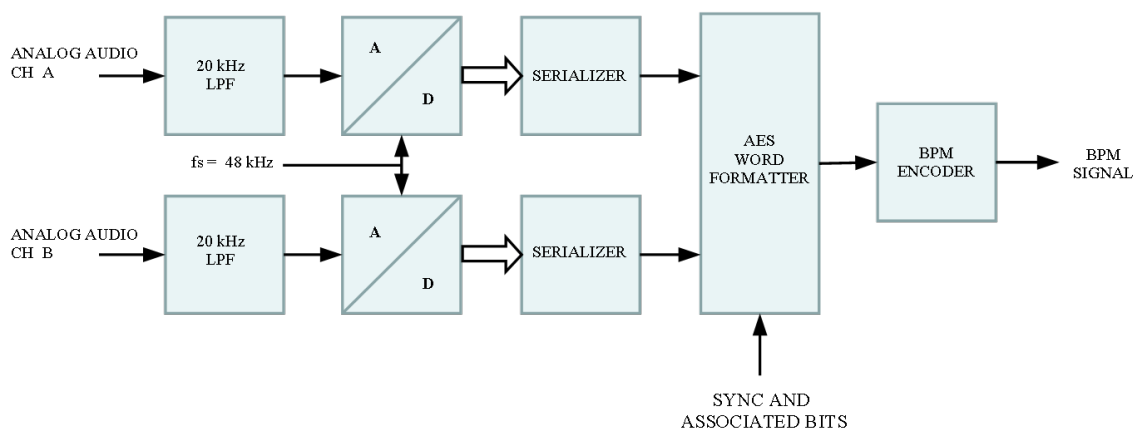 ANALOG AUDIO
CH A
20 kHz
LPF
A
D
SERIALIZER
fs = 48 kHz
ANALOG AUDIO
CH B
20 kHz
LPF
A
D
SERIALIZER
AES
WORD
FORMATTER
BPM
ENCODER
BPM
SIGNAL
SYNC AND
ASSOCIATED BITS